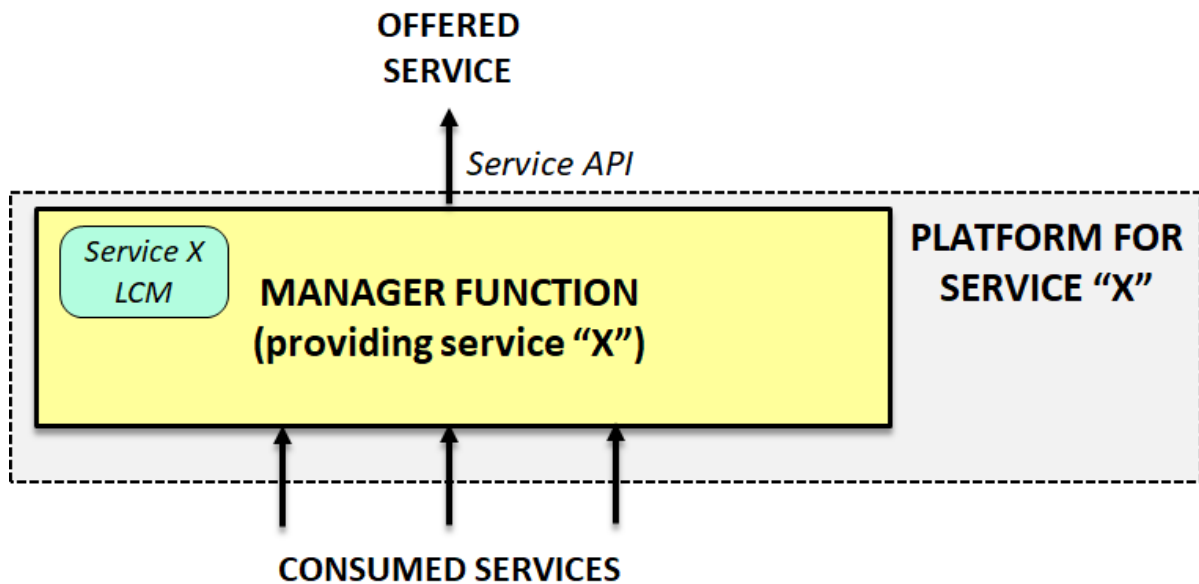 OFFERED
SERVICE
Service API
PLATFORM FOR
SERVICE “X”
Service X
LCM
MANAGER FUNCTION
(providing service “X”)
CONSUMED SERVICES